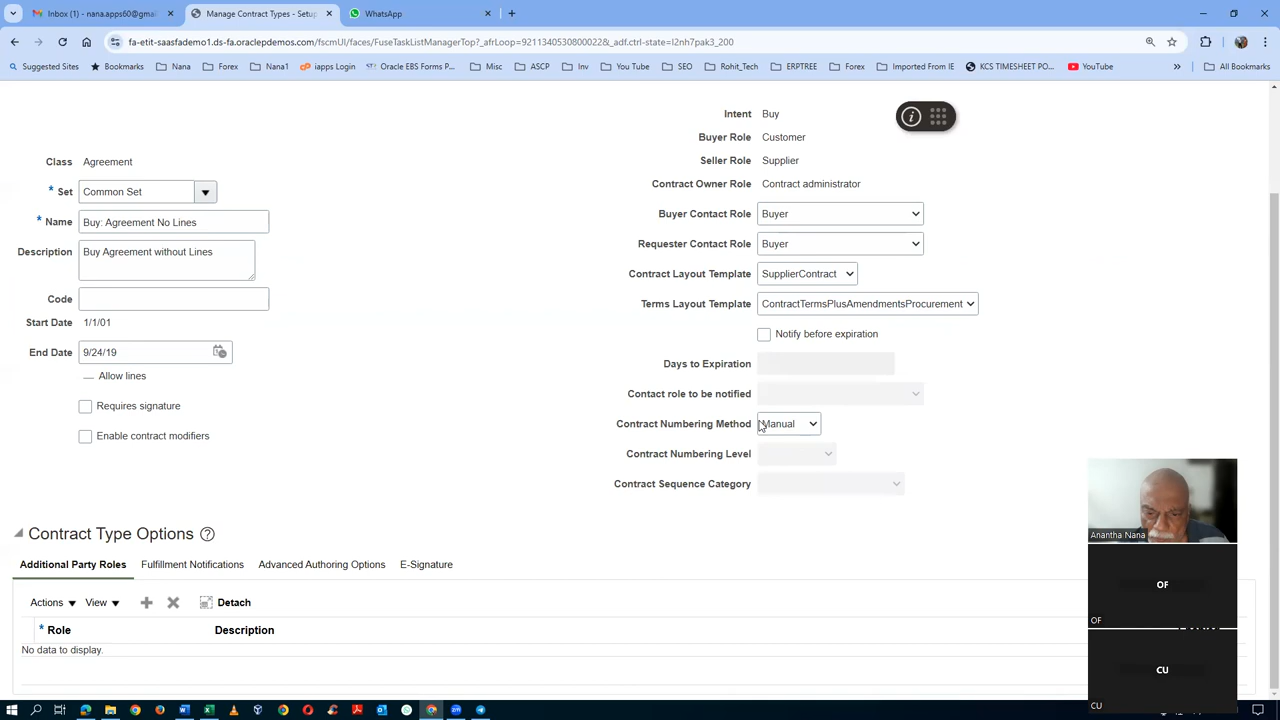 Inbox (10) - nana.apps60@gmail
Manage Contract Types - Setup
WhatsApp
fa-etit-saasfademo1.ds-fa.oraclepdemos.com/fscmUI/faces/FuseTaskListManagerTop?_afrLoop=9211340530800022&_adf.ctrl-state=l2nh7pak3_200
Suggested Sites
Bookmarks
Nana
Forex
Nana1
iapps Login
Oracle EBS Forms P...
Misc
ASCP
Inv
You Tube
SEO
Rohit_Tech
ERPTREE
Forex
Imported From IE
KCS TIMESHEET PO...
YouTube
All Bookmarks
Class Agreement
* Set Common Set
* Name Buy: Agreement No Lines
Description Buy Agreement without Lines
Code
Start Date 1/1/01
End Date 9/24/19
Allow lines
Requires signature
Enable contract modifiers
Intent Buy
Buyer Role Customer
Seller Role Supplier
Contract Owner Role Contract administrator
Buyer Contact Role Buyer
Requester Contact Role Buyer
Contract Layout Template SupplierContract
Terms Layout Template ContractTermsPlusAmendmentsProcurement
Notify before expiration
Days to Expiration
Contact role to be notified
Contract Numbering Method Manual
Contract Numbering Level
Contract Sequence Category
Contract Type Options
Additional Party Roles Fulfillment Notifications Advanced Authoring Options E-Signature
Actions View Detach
* Role Description
No data to display.
Anantha Nana
OF
OF
CU
CU